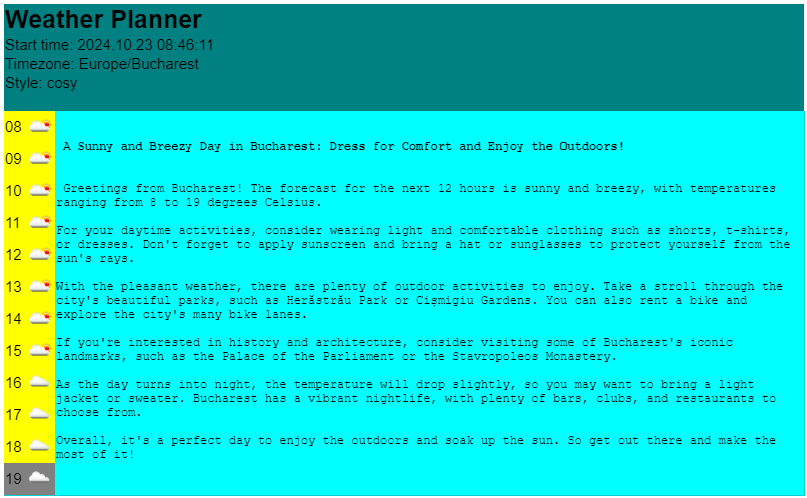 Weather Planner
Start time: 2024.10.23 08:46:11
Timezone: Europe/Bucharest
Style: cosy
08
09
10
11
12
13
14
15
16
17
18
19
A Sunny and Breezy Day in Bucharest: Dress for Comfort and Enjoy the Outdoors!
Greetings from Bucharest! The forecast for the next 12 hours is sunny and breezy, with temperatures
ranging from 8 to 19 degrees Celsius.
For your daytime activities, consider wearing light and comfortable clothing such as shorts, t-shirts,
or dresses. Don't forget to apply sunscreen and bring a hat or sunglasses to protect yourself from the
sun's rays.
With the pleasant weather, there are plenty of outdoor activities to enjoy. Take a stroll through the
city's beautiful parks, such as Herăstrău Park or Cișmigiu Gardens. You can also rent a bike and
explore the city's many bike lanes.
If you're interested in history and architecture, consider visiting some of Bucharest's iconic
landmarks, such as the Palace of the Parliament or the Stavropoleos Monastery.
As the day turns into night, the temperature will drop slightly, so you may want to bring a light
jacket or sweater. Bucharest has a vibrant nightlife, with plenty of bars, clubs, and restaurants to
choose from.
Overall, it's a perfect day to enjoy the outdoors and soak up the sun. So get out there and make the
most of it!